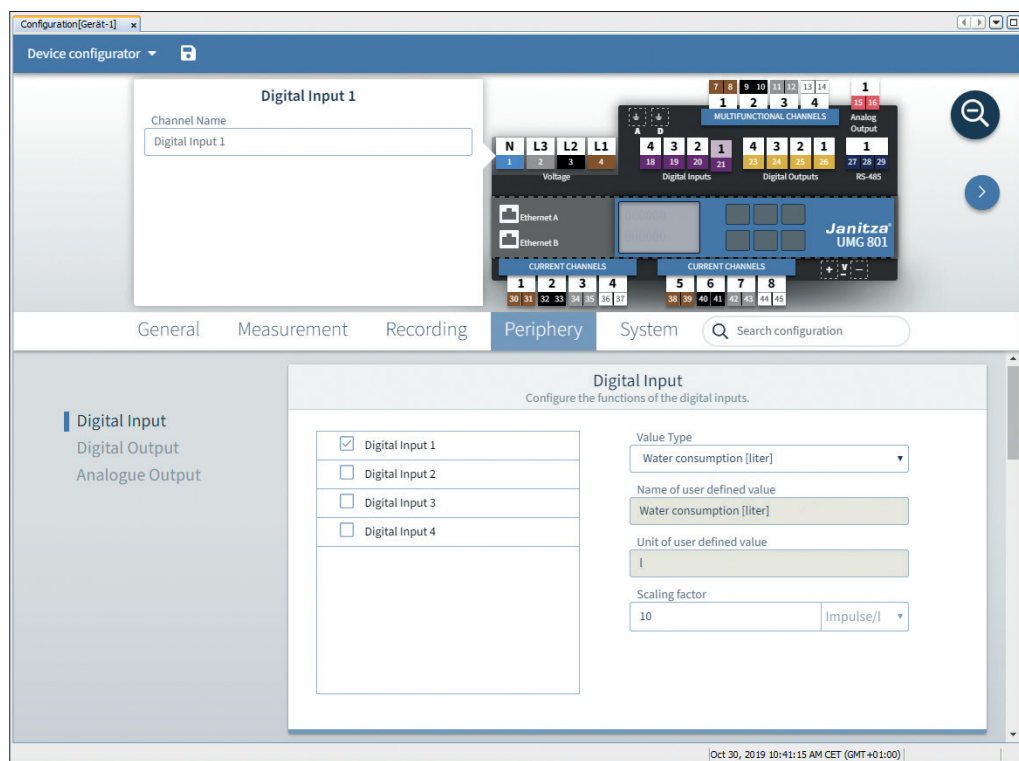 Configuration[Gerät-1] x
Device configurator
Digital Input 1
Channel Name
Digital Input 1
7 8 9 10 11 12 13 14
1 2 3 4 1
15 16
MULTIFUNCTIONAL CHANNELS
Analog Output
A D
N L3 L2 L1 4 3 2 1 4 3 2 1 1
1 2 3 4 18 19 20 21 23 24 25 26 27 28 29
Voltage Digital Inputs Digital Outputs RS-485
Ethernet A
Ethernet B
Janitza®
UMG 801
CURRENT CHANNELS CURRENT CHANNELS
+ V −
1 2 3 4 5 6 7 8
30 31 32 33 34 35 36 37 38 39 40 41 42 43 44 45
General Measurement Recording Periphery System Search configuration
Digital Input
Configure the functions of the digital inputs.
Digital Input
Digital Output
Analogue Output
Digital Input 1
Digital Input 2
Digital Input 3
Digital Input 4
Value Type
Water consumption [liter]
Name of user defined value
Water consumption [liter]
Unit of user defined value
l
Scaling factor
10 Impulse/l
Oct 30, 2019 10:41:15 AM CET (GMT+01:00)